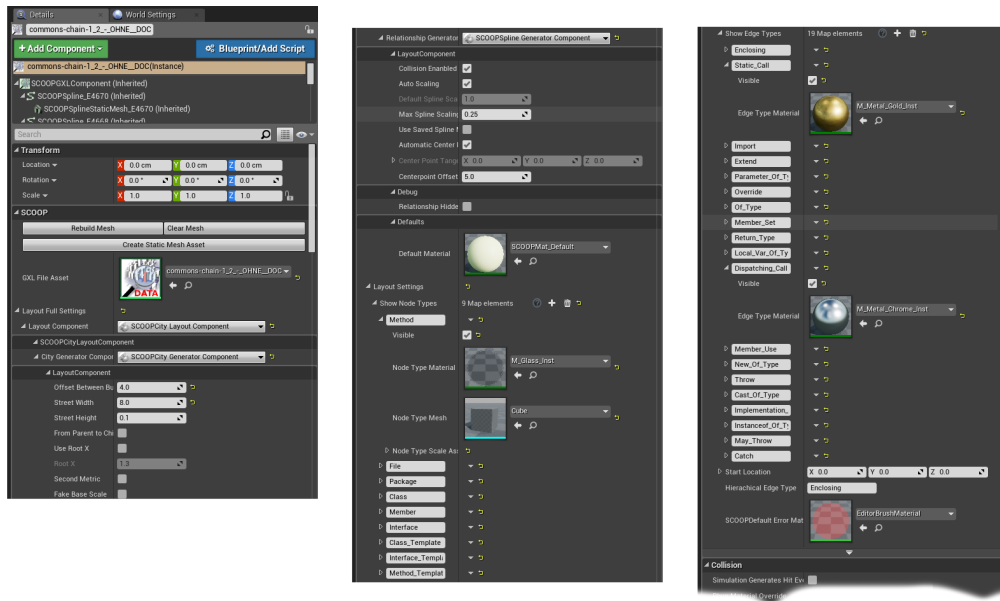 Details
World Settings
commons-chain-1_2_-_OHNE__DOC
+ Add Component
Blueprint/Add Script
commons-chain-1_2_-_OHNE__DOC(Instance)
SCOOPGXLComponent (Inherited)
SCOOPSpline_E4670 (Inherited)
SCOOPSplineStaticMesh_E4670 (Inherited)
SCOOPSpline_E4668 (Inherited)
Search
Transform
Location X 0.0 cm Y 0.0 cm Z 0.0 cm
Rotation X 0.0° Y 0.0° Z 0.0°
Scale X 1.0 Y 1.0 Z 1.0
SCOOP
Rebuild Mesh Clear Mesh
Create Static Mesh Asset
GXL File Asset commons-chain-1_2_-_OHNE__DOC
DATA
Layout Full Settings
Layout Component SCOOPCity Layout Component
SCOOPCityLayoutComponent
City Generator Compor SCOOPCity Generator Component
LayoutComponent
Offset Between Bu 4.0
Street Width 8.0
Street Height 0.1
From Parent to Chi
Use Root X
Root X 1.3
Second Metric
Fake Base Scale
Relationship Generator SCOOPSpline Generator Component
LayoutComponent
Collision Enabled
Auto Scaling
Default Spline Sca 1.0
Max Spline Scaling 0.25
Use Saved Spline
Automatic Center
Center Point Tang X 0.0 Y 0.0 Z 0.0
Centerpoint Offset 5.0
Debug
Relationship Hidde
Defaults
Default Material SCOOPMat_Default
Layout Settings
Show Node Types 9 Map elements
Method
Visible
Node Type Material M_Glass_Inst
Node Type Mesh Cube
Node Type Scale As
File
Package
Class
Member
Interface
Class_Template
Interface_Templ
Method_Templat
Show Edge Types 19 Map elements
Enclosing
Static_Call
Visible
Edge Type Material M_Metal_Gold_Inst
Import
Extend
Parameter_Of_Ty
Override
Of_Type
Member_Set
Return_Type
Local_Var_Of_Ty
Dispatching_Call
Visible
Edge Type Material M_Metal_Chrome_Inst
Member_Use
New_Of_Type
Throw
Cast_Of_Type
Implementation_
Instanceof_Of_Ty
May_Throw
Catch
Start Location X 0.0 Y 0.0 Z 0.0
Hierachical Edge Type Enclosing
SCOOPDefault Error Mat EditorBrushMaterial
Collision
Simulation Generates Hit Eve
Material Override